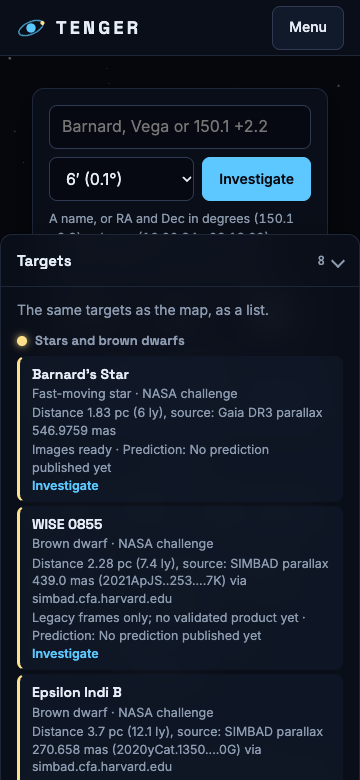 TENGER
Menu
Barnard, Vega or 150.1 +2.2
6′ (0.1°)
Investigate
A name, or RA and Dec in degrees (150.1
Targets
8
The same targets as the map, as a list.
Stars and brown dwarfs
Barnard's Star
Fast-moving star · NASA challenge
Distance 1.83 pc (6 ly), source: Gaia DR3 parallax
546.9759 mas
Images ready · Prediction: No prediction
published yet
Investigate
WISE 0855
Brown dwarf · NASA challenge
Distance 2.28 pc (7.4 ly), source: SIMBAD parallax
439.0 mas (2021ApJS..253....7K) via
simbad.cfa.harvard.edu
Legacy frames only; no validated product yet ·
Prediction: No prediction published yet
Investigate
Epsilon Indi B
Brown dwarf · NASA challenge
Distance 3.7 pc (12.1 ly), source: SIMBAD parallax
270.658 mas (2020yCat.1350....0G) via
simbad.cfa.harvard.edu